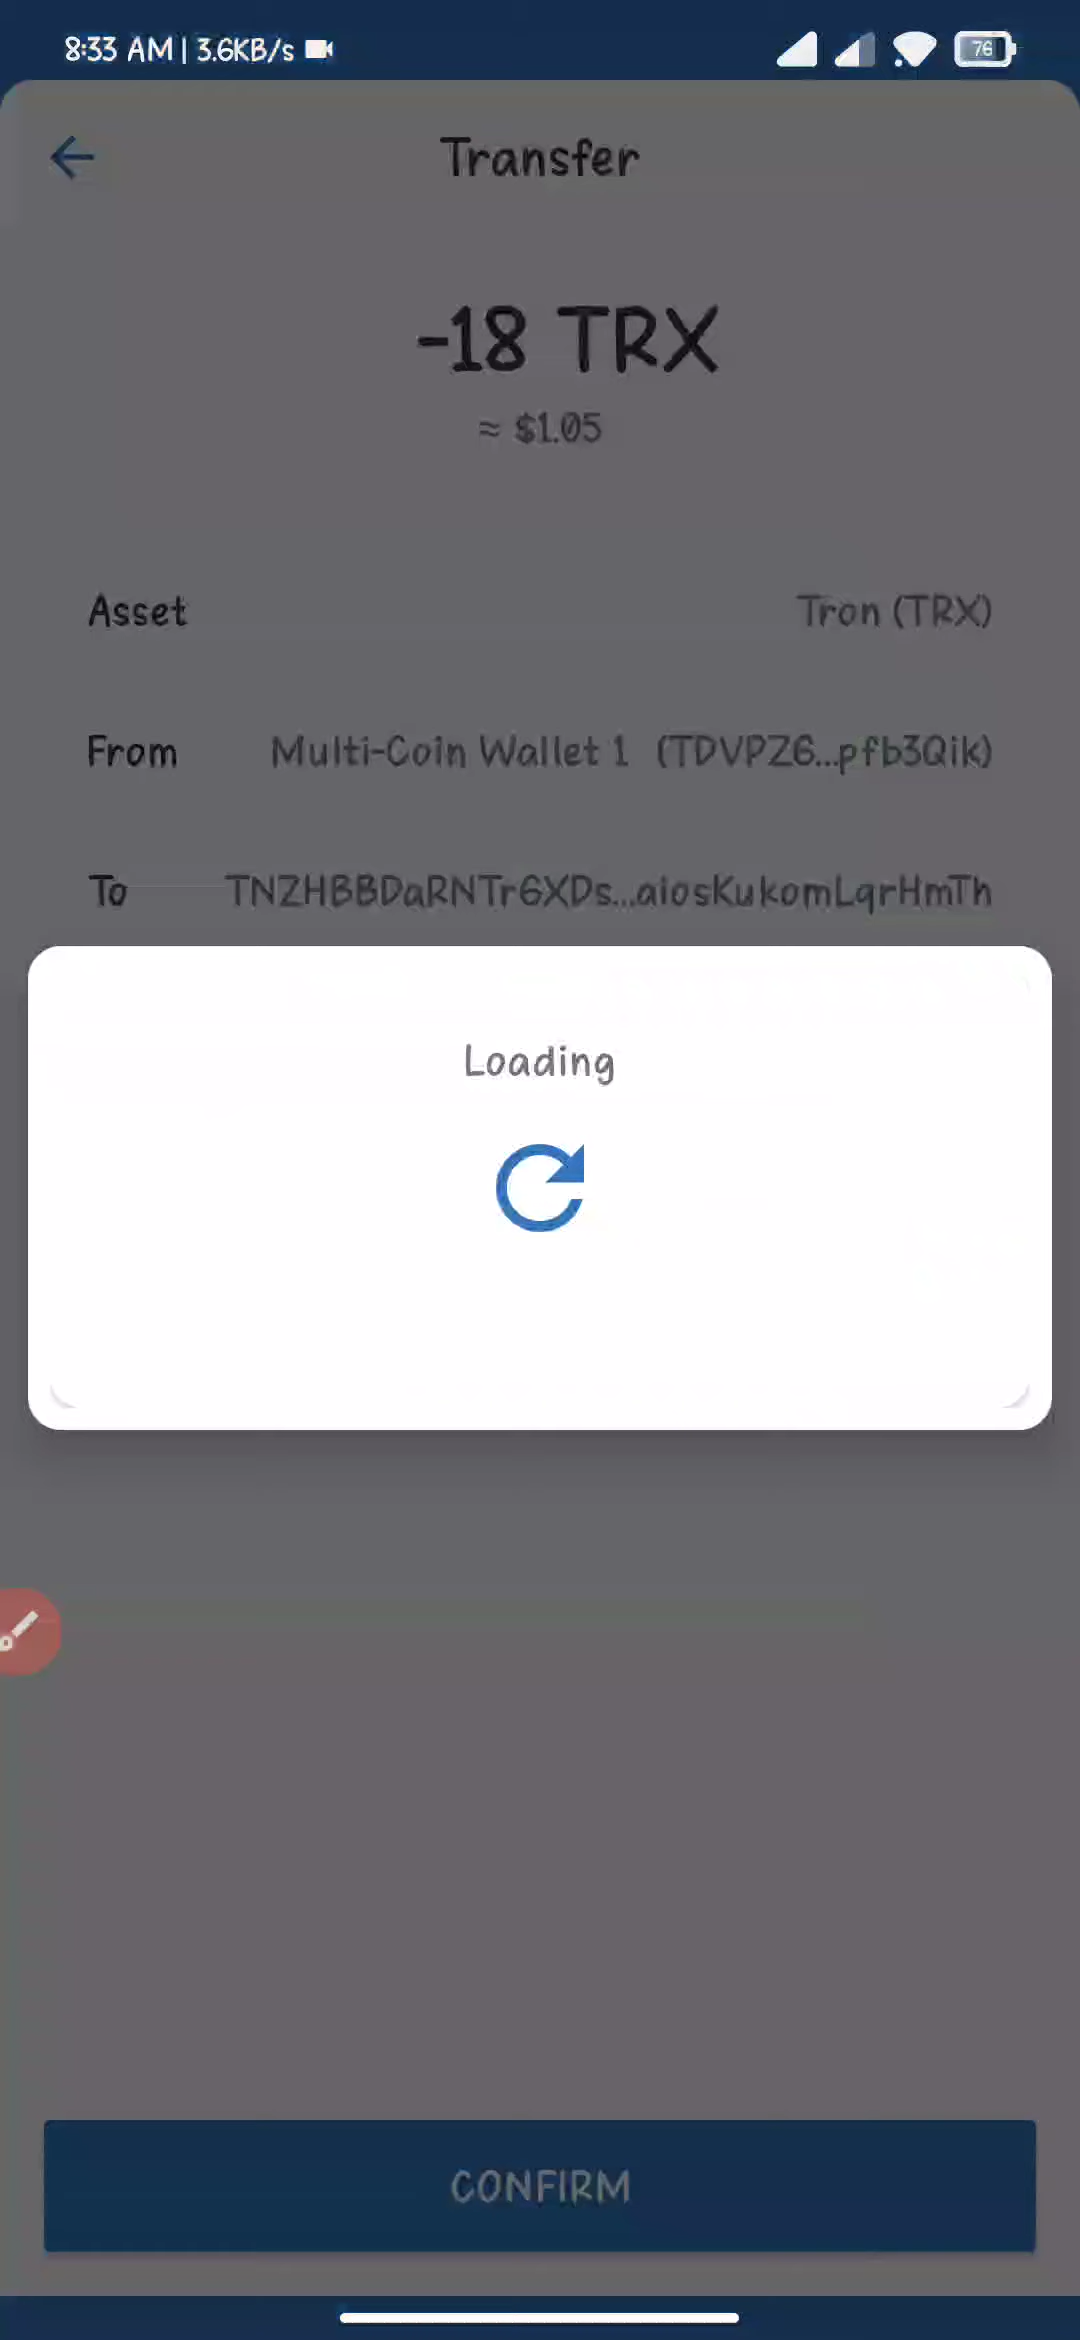 8:33 AM | 3.6KB/s
76
Transfer
-18 TRX
≈ $1.05
Asset Tron (TRX)
From Multi-Coin Wallet 1 (TDVPZ6...pfb3Qik)
To TNZHBBDaRNTr6XDs...aiosKukomLqrHmTh
Loading
CONFIRM